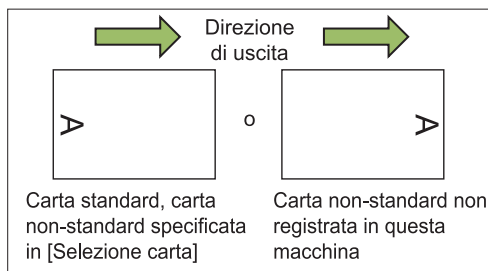 Direzione
di uscita
A
o
A
Carta standard, carta
non-standard specificata
in [Selezione carta]
Carta non-standard non
registrata in questa
macchina